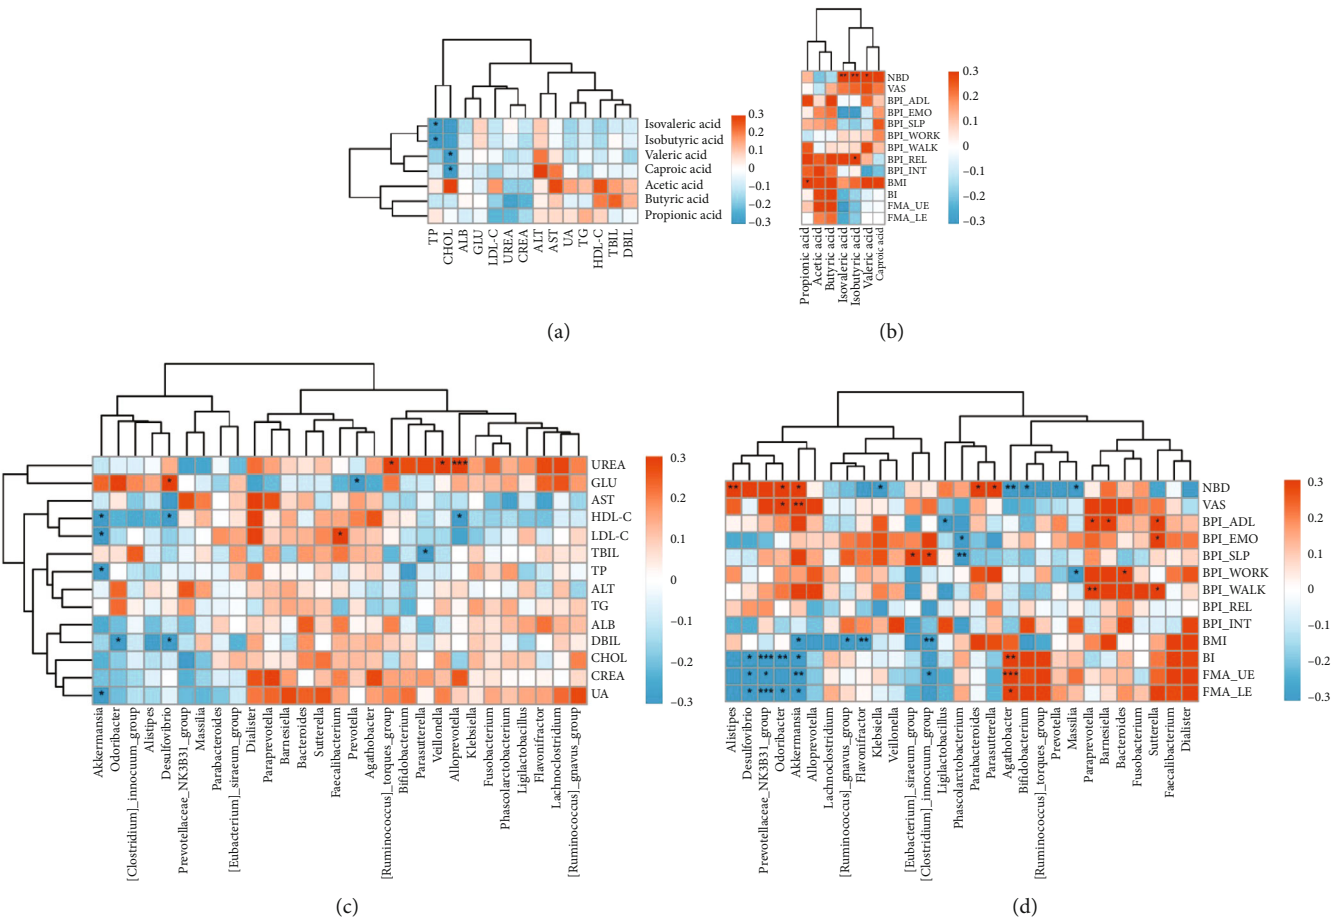 Isovaleric acid
Isobutyric acid
Valeric acid
Caproic acid
Acetic acid
Butyric acid
Propionic acid
0.3
0.2
0.1
0
−0.1
−0.2
−0.3
TP
CHOL
ALB
GLU
LDL-C
UREA
CREA
ALT
AST
UA
TG
HDL-C
TBIL
DBIL
(a)
NBD
VAS
BPI_ADL
BPI_EMO
BPI_SLP
BPI_WORK
BPI_WALK
BPI_REL
BPI_INT
BMI
BI
FMA_UE
FMA_LE
0.3
0.2
0.1
0
−0.1
−0.2
−0.3
Propionic acid
Acetic acid
Butyric acid
Isovaleric acid
Isobutyric acid
Valeric acid
Caproic acid
(b)
UREA
GLU
AST
HDL-C
LDL-C
TBIL
TP
ALT
TG
ALB
DBIL
CHOL
CREA
UA
0.3
0.2
0.1
0
−0.1
−0.2
−0.3
Akkermansia
Odoribacter
[Clostridium]_innocuum_group
Alistipes
Desulfovibrio
Prevotellaceae_NK3B31_group
Massilia
Parabacteroides
[Eubacterium]_siraeum_group
Dialister
Paraprevotella
Barnesiella
Bacteroides
Sutterella
Faecalibacterium
Prevotella
Agathobacter
[Ruminococcus]_torques_group
Bifidobacterium
Parasutterella
Veillonella
Alloprevotella
Klebsiella
Fusobacterium
Phascolarctobacterium
Ligilactobacillus
Flavonifractor
Lachnoclostridium
[Ruminococcus]_gnavus_group
(c)
NBD
VAS
BPI_ADL
BPI_EMO
BPI_SLP
BPI_WORK
BPI_WALK
BPI_REL
BPI_INT
BMI
BI
FMA_UE
FMA_LE
0.3
0.2
0.1
0
−0.1
−0.2
−0.3
Alistipes
Desulfovibrio
Prevotellaceae_NK3B31_group
Odoribacter
Akkermansia
Alloprevotella
Lachnoclostridium
[Ruminococcus]_gnavus_group
Flavonifractor
Klebsiella
Veillonella
[Eubacterium]_siraeum_group
[Clostridium]_innocuum_group
Ligilactobacillus
Phascolarctobacterium
Parabacteroides
Parasutterella
Agathobacter
Bifidobacterium
[Ruminococcus]_torques_group
Prevotella
Massilia
Paraprevotella
Barnesiella
Bacteroides
Fusobacterium
Sutterella
Faecalibacterium
Dialister
(d)